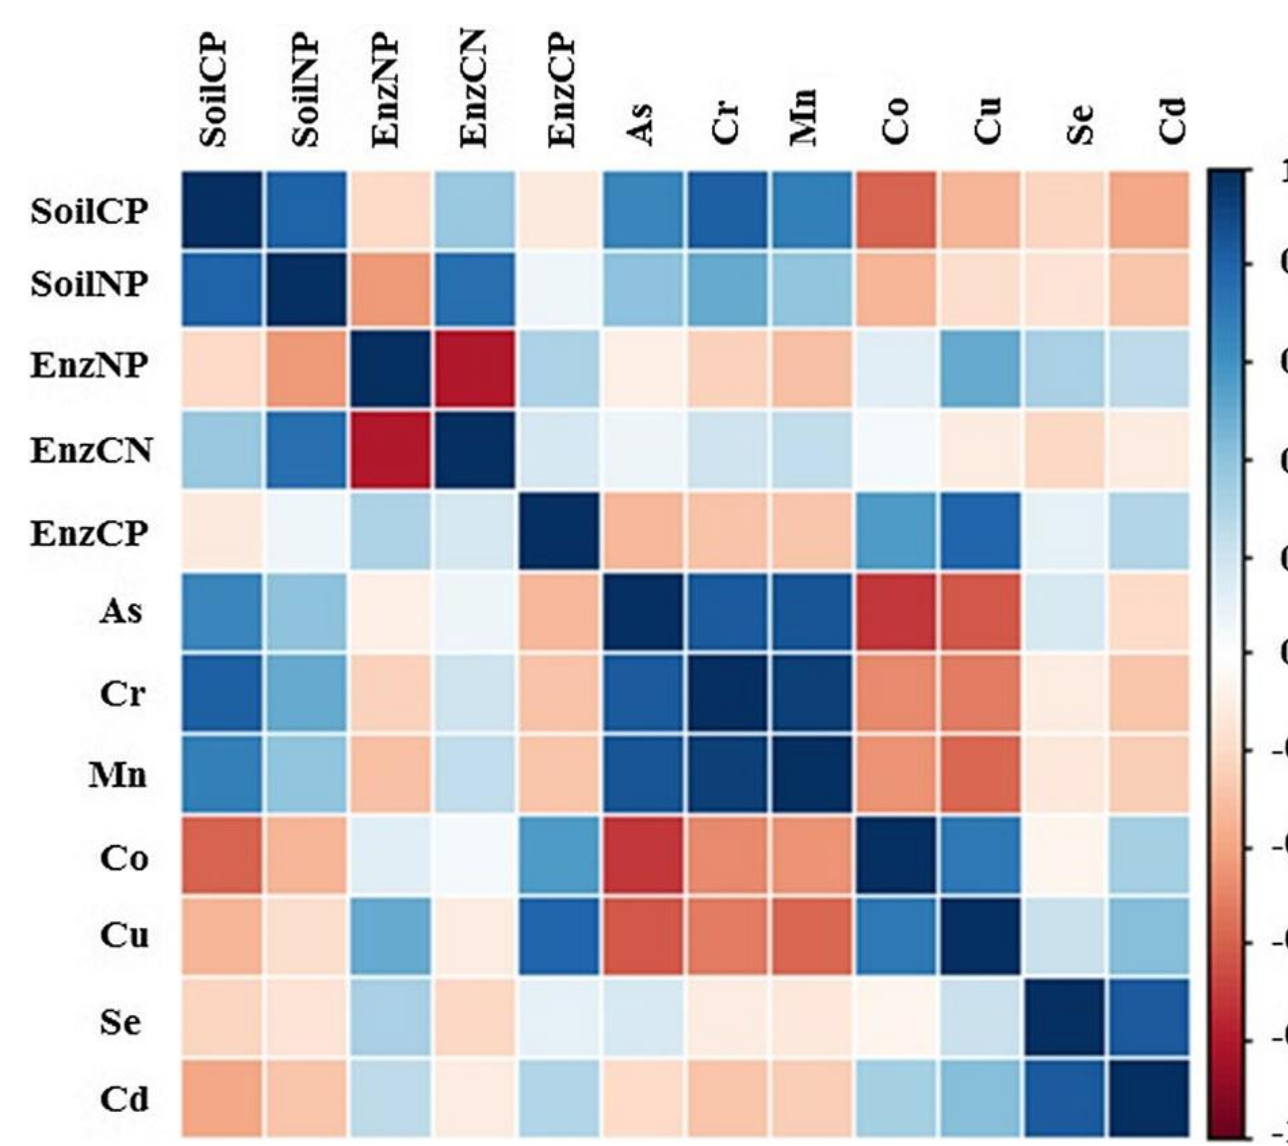 SoilCP SoilNP EnzNP EnzCN EnzCP As Cr Mn Co Cu Se Cd
SoilCP
SoilNP
EnzNP
EnzCN
EnzCP
As
Cr
Mn
Co
Cu
Se
Cd